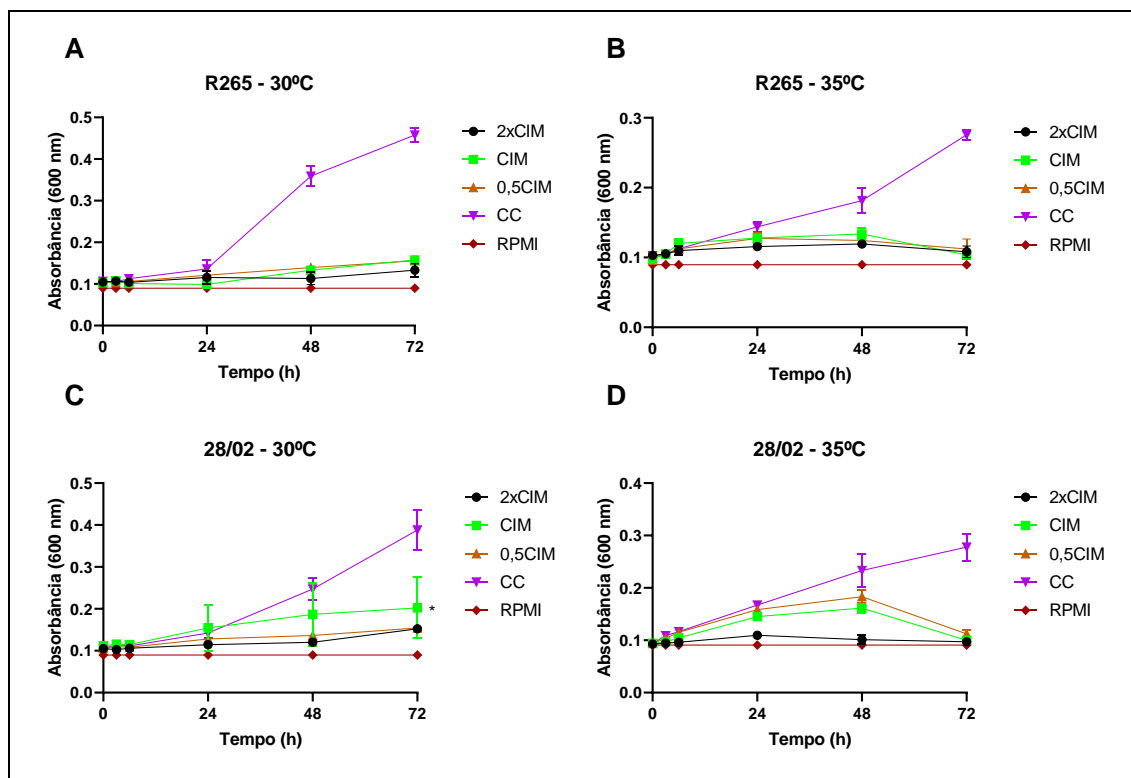 A
R265 - 30ºC
Absorbância (600 nm)
0.5
0.4
0.3
0.2
0.1
0.0
0
24
48
72
Tempo (h)
2xCIM
CIM
0,5CIM
CC
RPMI
B
R265 - 35ºC
Absorbância (600 nm)
0.3
0.2
0.1
0.0
0
24
48
72
Tempo (h)
2xCIM
CIM
0,5CIM
CC
RPMI
C
28/02 - 30ºC
Absorbância (600 nm)
0.5
0.4
0.3
0.2
0.1
0.0
0
24
48
72
Tempo (h)
*
2xCIM
CIM
0,5CIM
CC
RPMI
D
28/02 - 35ºC
Absorbância (600 nm)
0.4
0.3
0.2
0.1
0.0
0
24
48
72
Tempo (h)
2xCIM
CIM
0,5CIM
CC
RPMI